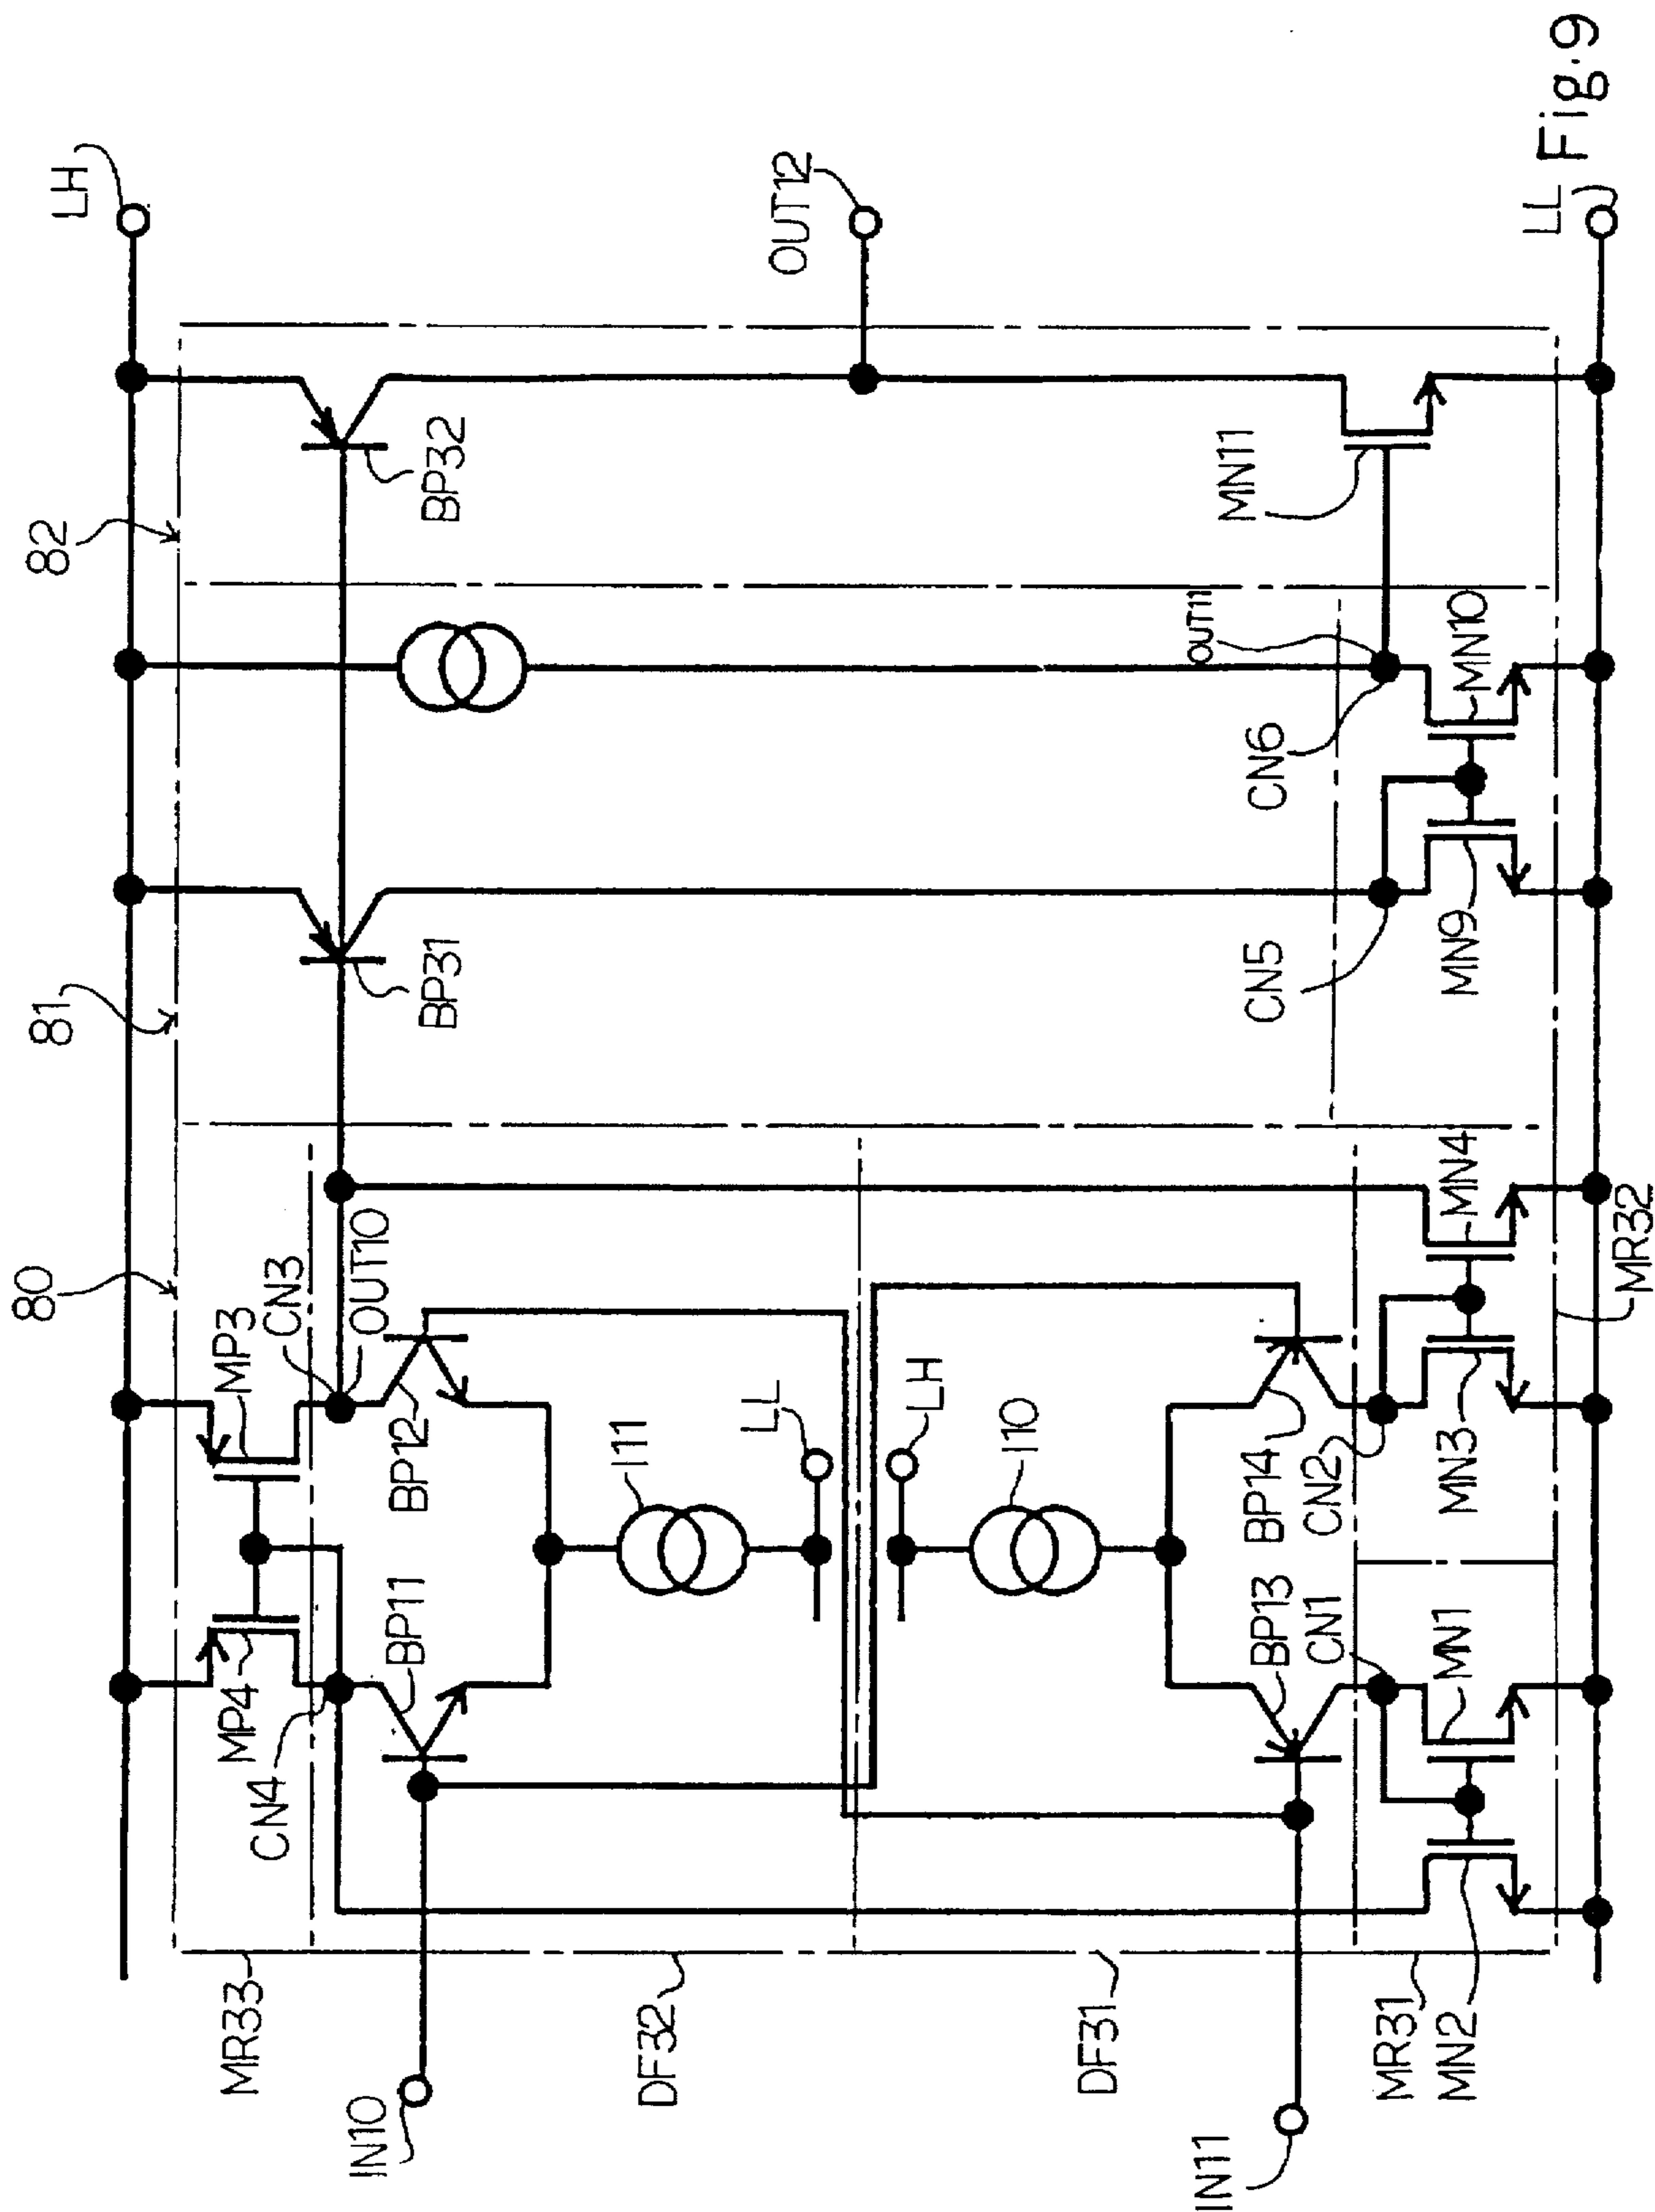 Fig.9
LH
OUT12
LL
82
BP32
MN11
OUT11
CN6
MN10
81
BP31
CN5
MN9
80
MP3
CN3
OUT10
MN4
MR32
BP12
I11
LL
LH
I10
BP14
CN2
MN3
MP4
CN4
BP11
BP13
CN1
MN1
MR33
DF32
DF31
MR31
MN2
IN10
IN11